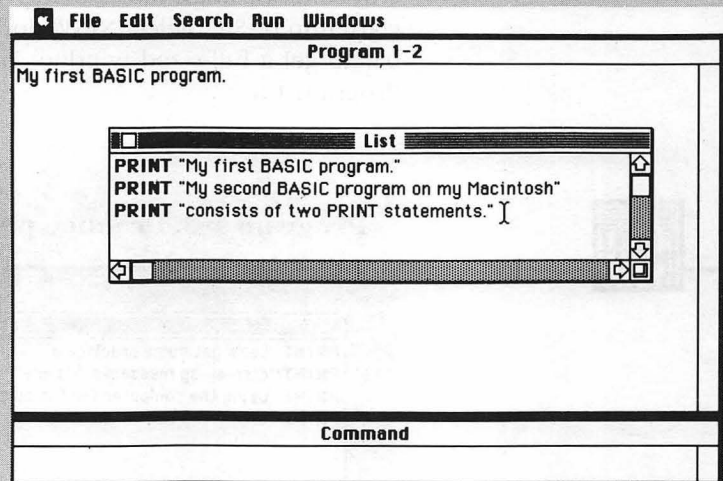 File Edit Search Run Windows
Program 1-2
My first BASIC program.
List
PRINT "My first BASIC program."
PRINT "My second BASIC program on my Macintosh"
PRINT "consists of two PRINT statements."
Command